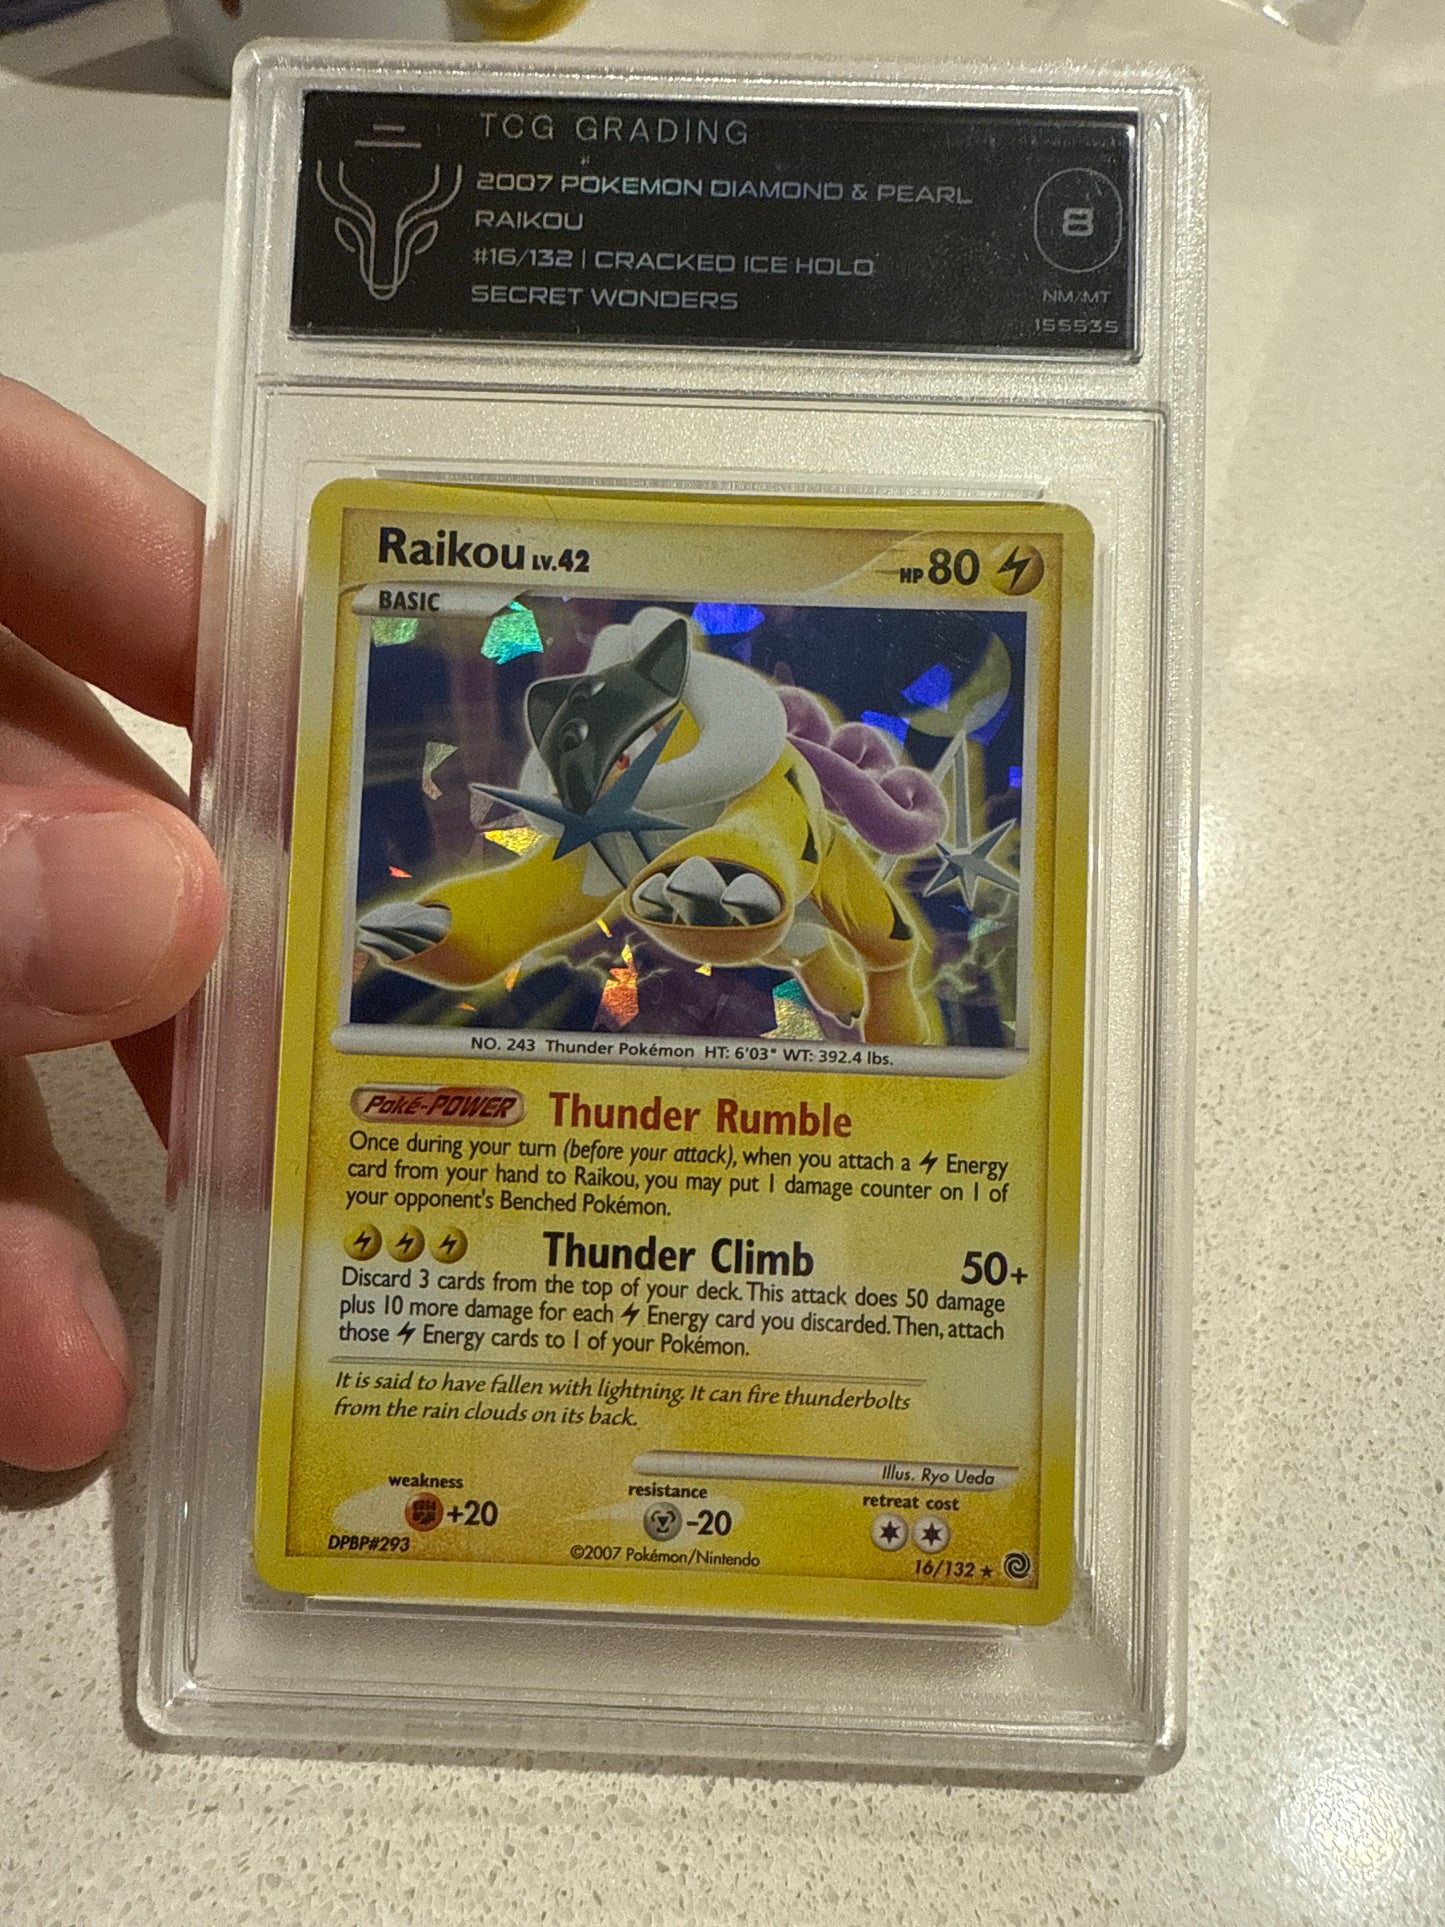 TCG GRADING
2007 POKEMON DIAMOND & PEARL
RAIKOU
#16/132 | CRACKED ICE HOLO
SECRET WONDERS
8
NM/MT
155535
Raikou LV.42
HP 80
BASIC
NO. 243 Thunder Pokémon HT: 6'03" WT: 392.4 lbs.
Poké-POWER Thunder Rumble
Once during your turn (before your attack), when you attach a Energy
card from your hand to Raikou, you may put 1 damage counter on 1 of
your opponent's Benched Pokémon.
Thunder Climb 50+
Discard 3 cards from the top of your deck. This attack does 50 damage
plus 10 more damage for each Energy card you discarded. Then, attach
those Energy cards to 1 of your Pokémon.
It is said to have fallen with lightning. It can fire thunderbolts
from the rain clouds on its back.
Illus. Ryo Ueda
weakness
+20
resistance
-20
retreat cost
DPBP#293
©2007 Pokémon/Nintendo
16/132 ★